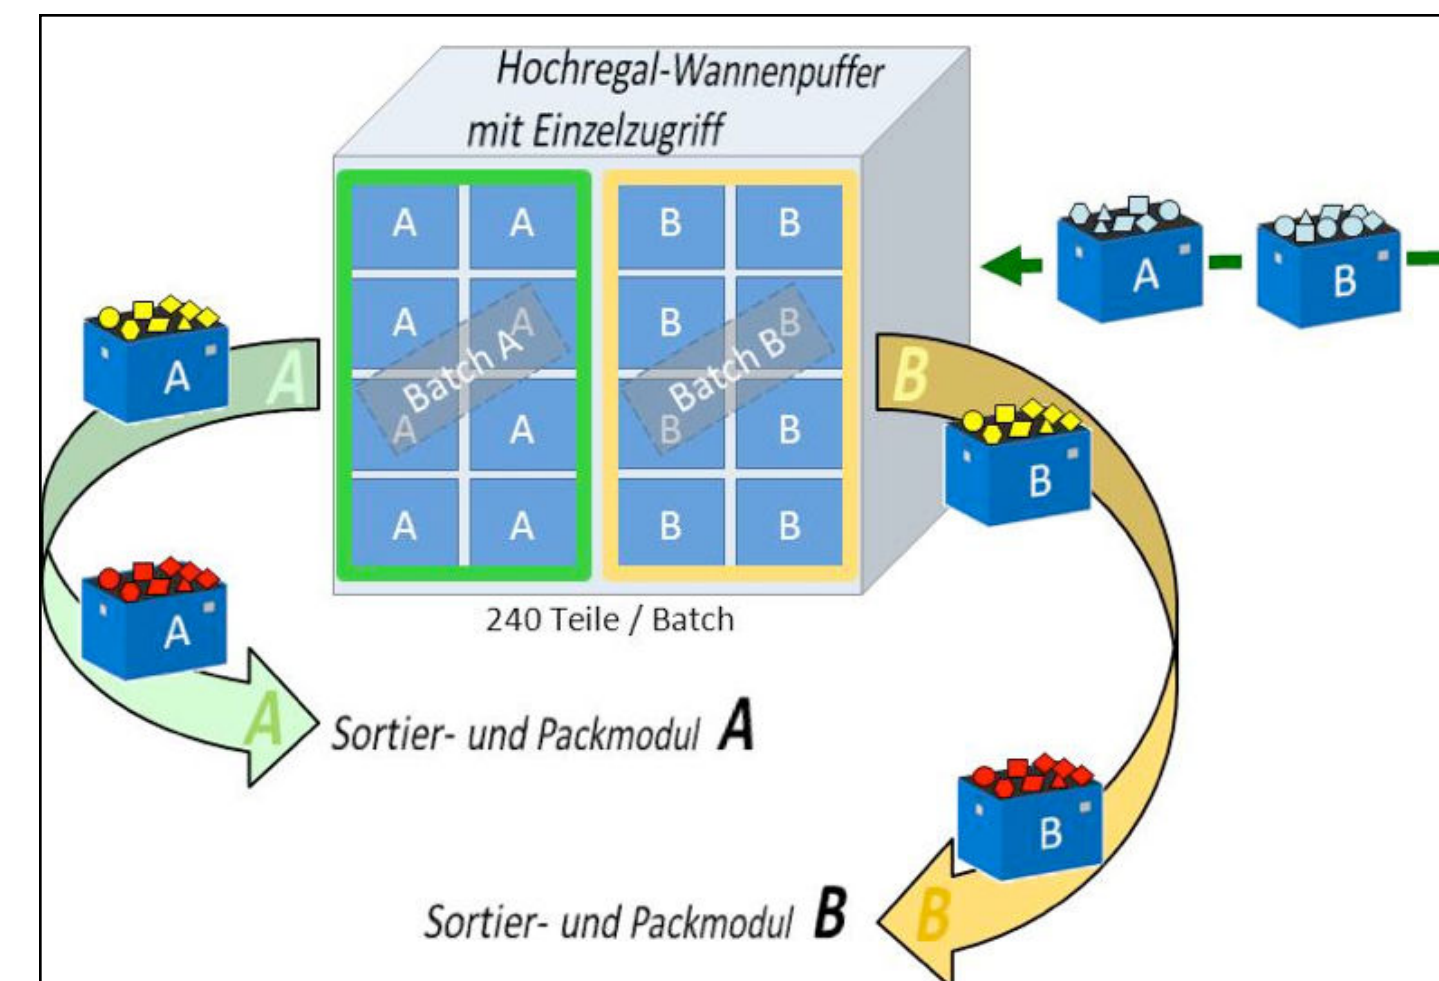 Hochregal-Wannenpuffer
mit Einzelzugriff
A A B B
A A B B
Batch A Batch B
A A B B
A A B B
A B
A A
B B
A
B
240 Teile / Batch
A
A
Sortier- und Packmodul A
B
Sortier- und Packmodul B
B